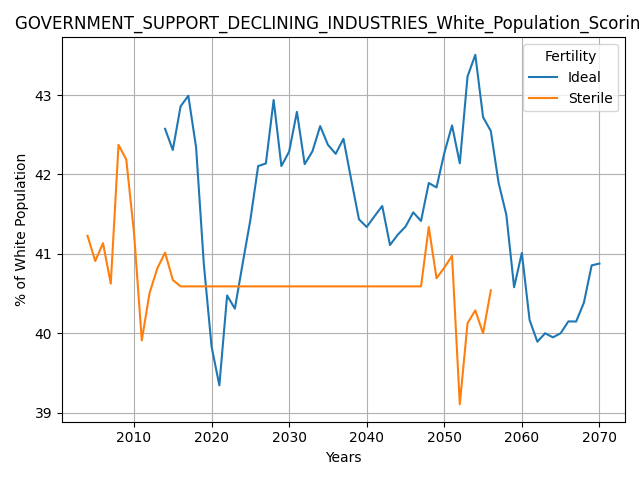 GOVERNMENT_SUPPORT_DECLINING_INDUSTRIES_White_Population_Scorin
Fertility
Ideal
Sterile
% of White Population
43
42
41
40
39
2010 2020 2030 2040 2050 2060 2070
Years